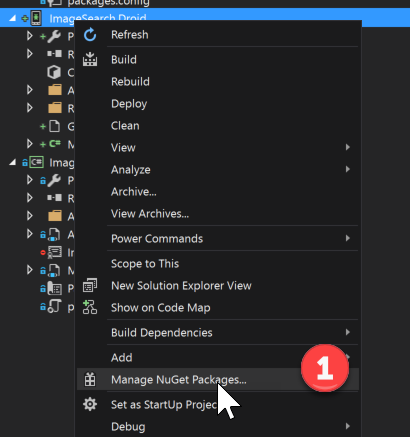 packages.config
ImageSearch.Droid
Refresh
Build
Rebuild
Deploy
Clean
View
Analyze
Archive...
View Archives...
Power Commands
Scope to This
New Solution Explorer View
Show on Code Map
Build Dependencies
Add
1
Manage NuGet Packages...
Set as StartUp Projec
Debug
P
R
C
A
R
G
C# M
C# Imag
P
R
A
A
In
M
P
p